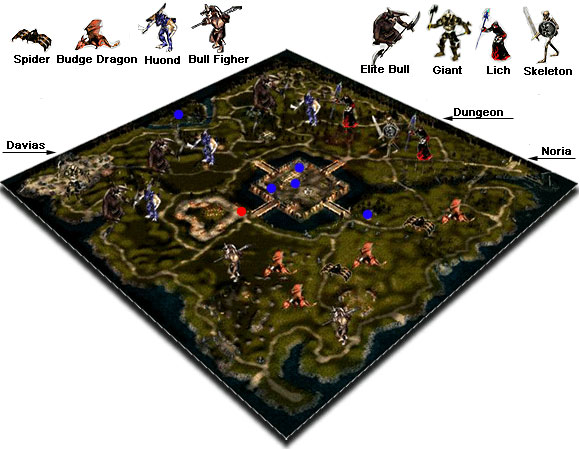 Spider Budge Dragon Huond Bull Figher
Elite Bull Giant Lich Skeleton
Dungeon
Davias
Noria